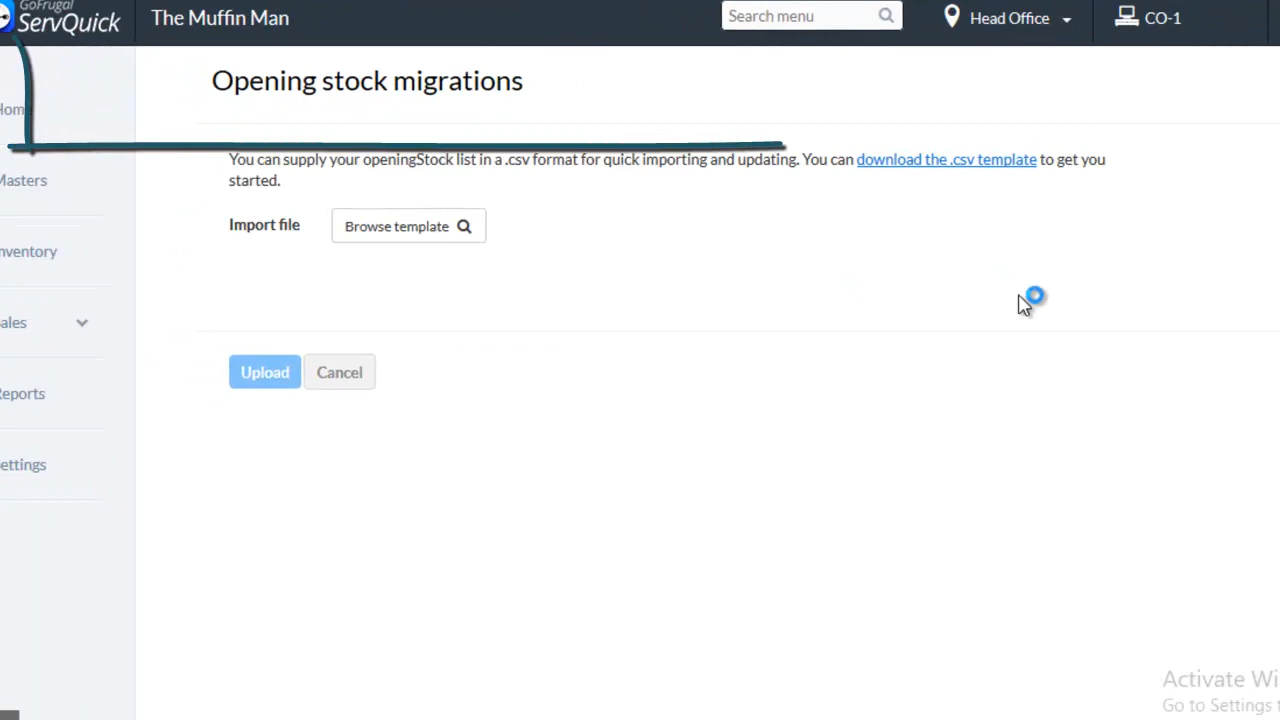 GoFrugal
ServQuick
The Muffin Man
Search menu
Head Office
CO-1
Opening stock migrations
Hom
You can supply your openingStock list in a .csv format for quick importing and updating. You can download the .csv template to get you
started.
Masters
Import file
Browse template
nventory
ales
Upload
Cancel
Reports
ettings
Activate Wi
Go to Settings t